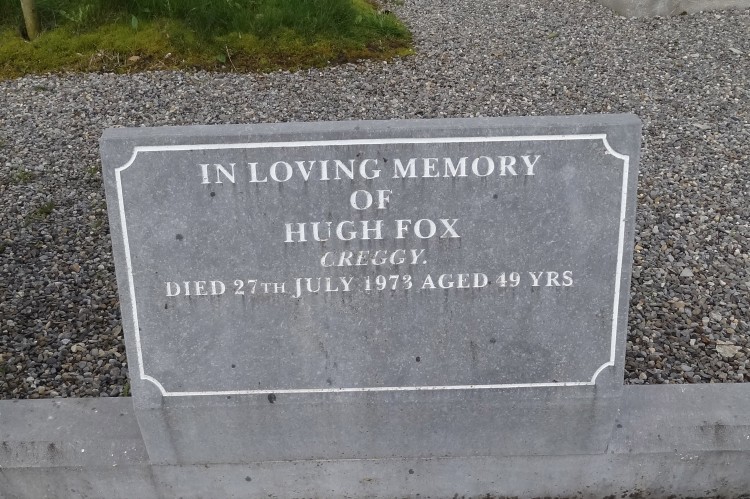 IN LOVING MEMORY
OF
HUGH FOX
CREGGY.
DIED 27TH JULY 1973 AGED 49 YRS